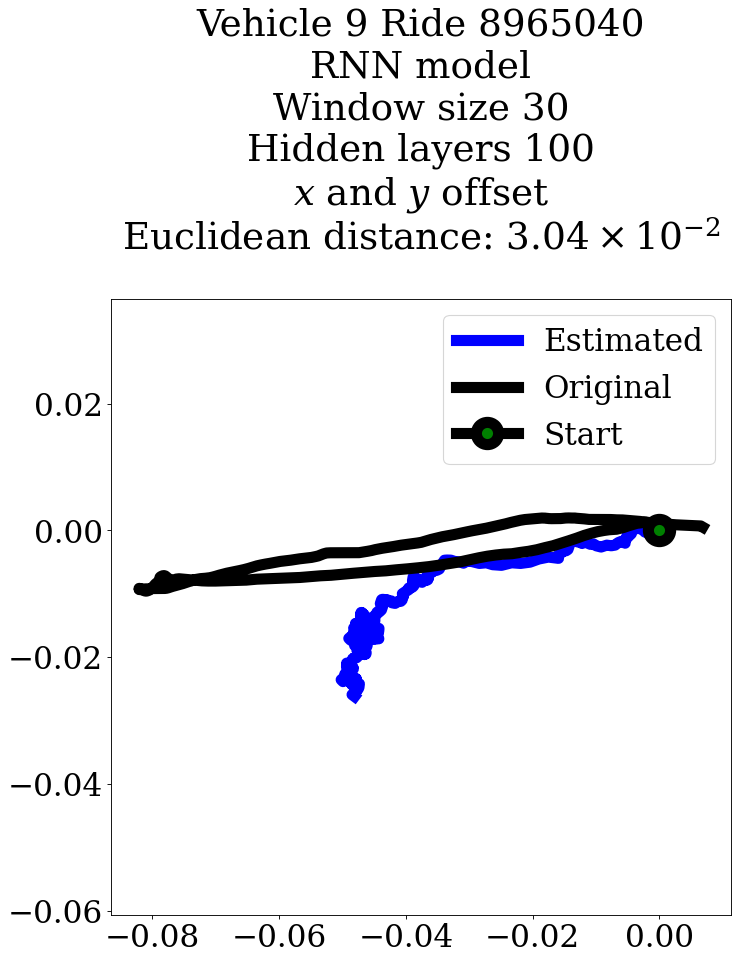 Vehicle 9 Ride 8965040
RNN model
Window size 30
Hidden layers 100
x and y offset
Euclidean distance: 3.04 × 10⁻²
Estimated
Original
Start
0.02
0.00
−0.02
−0.04
−0.06
−0.08 −0.06 −0.04 −0.02 0.00